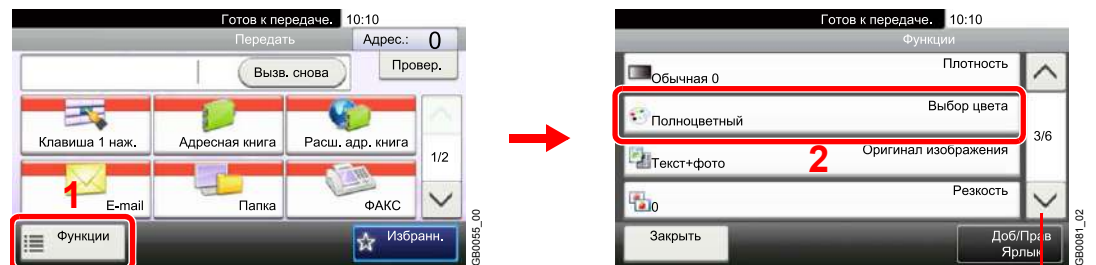 Готов к передаче. 10:10
Передать
Адрес.: 0
Вызв. снова
Провер.
Клавиша 1 наж.
Адресная книга
Расш. адр. книга
1/2
1
E-mail
Папка
ФАКС
Функции
Избранн.
GB0055_00
Готов к передаче. 10:10
Функции
Плотность
Обычная 0
Выбор цвета
Полноцветный
3/6
2
Оригинал изображения
Текст+фото
Резкость
0
Закрыть
Доб/Прав
Ярлык
GB0081_02